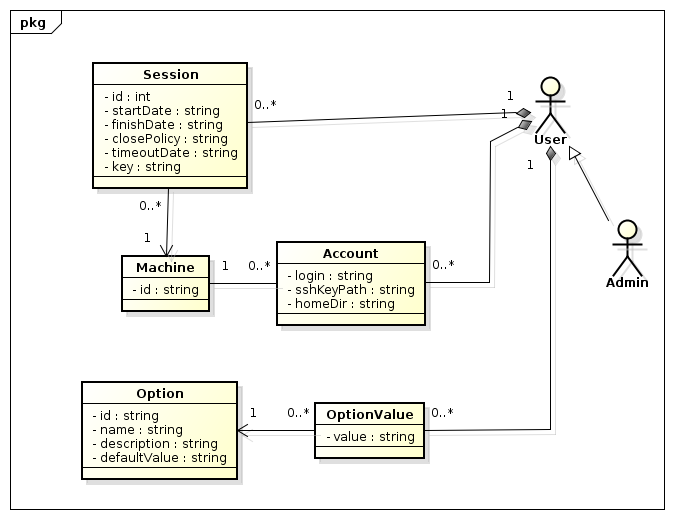 pkg
Session
- id : int
- startDate : string
- finishDate : string
- closePolicy : string
- timeoutDate : string
- key : string
0..*
1
1
User
1
0..*
1
Machine
- id : string
1
0..*
Account
- login : string
- sshKeyPath : string
- homeDir : string
0..*
Admin
Option
- id : string
- name : string
- description : string
- defaultValue : string
1
0..*
OptionValue
- value : string
0..*